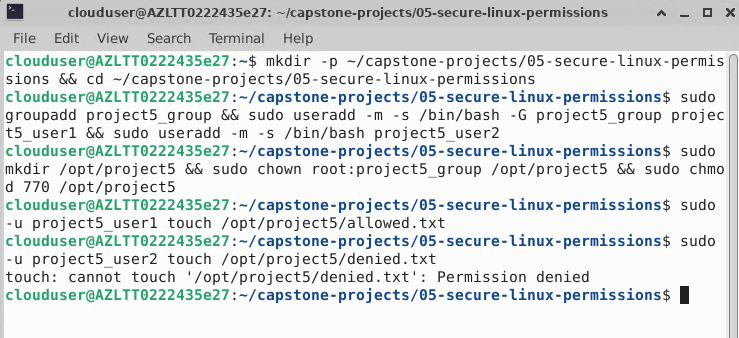 clouduser@AZLTT0222435e27: ~/capstone-projects/05-secure-linux-permissions
File Edit View Search Terminal Help
clouduser@AZLTT0222435e27:~$ mkdir -p ~/capstone-projects/05-secure-linux-permis
sions && cd ~/capstone-projects/05-secure-linux-permissions
clouduser@AZLTT0222435e27:~/capstone-projects/05-secure-linux-permissions$ sudo
groupadd project5_group && sudo useradd -m -s /bin/bash -G project5_group projec
t5_user1 && sudo useradd -m -s /bin/bash project5_user2
clouduser@AZLTT0222435e27:~/capstone-projects/05-secure-linux-permissions$ sudo
mkdir /opt/project5 && sudo chown root:project5_group /opt/project5 && sudo chmo
d 770 /opt/project5
clouduser@AZLTT0222435e27:~/capstone-projects/05-secure-linux-permissions$ sudo
-u project5_user1 touch /opt/project5/allowed.txt
clouduser@AZLTT0222435e27:~/capstone-projects/05-secure-linux-permissions$ sudo
-u project5_user2 touch /opt/project5/denied.txt
touch: cannot touch '/opt/project5/denied.txt': Permission denied
clouduser@AZLTT0222435e27:~/capstone-projects/05-secure-linux-permissions$